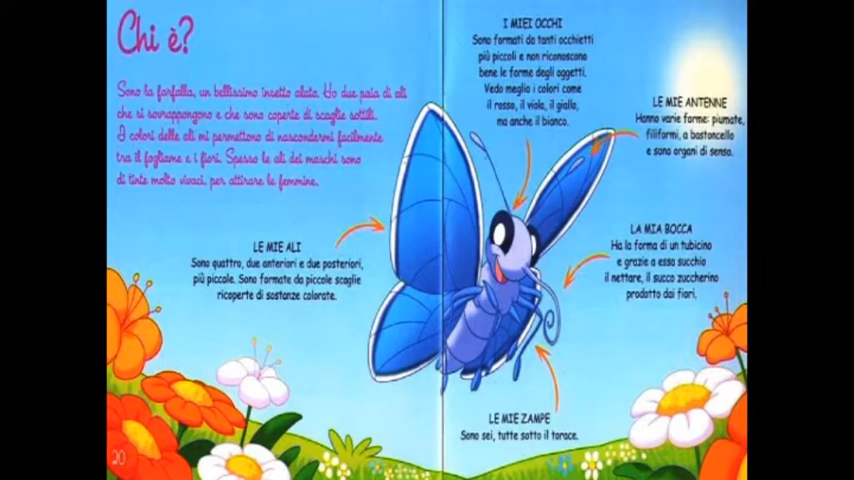 Chi è?
Sono la farfalla, un bellissimo insetto alato. Ho due paia di ali
che si sovrappongono e che sono coperte di scaglie sottili.
I colori delle ali mi permettono di nascondermi facilmente
tra il fogliame e i fiori. Spesso le ali dei maschi sono
di tinte molto vivaci, per attirare le femmine.
I MIEI OCCHI
Sono formati da tanti occhietti
più piccoli e non riconoscono
bene le forme degli oggetti.
Vedo meglio i colori come
il rosso, il viola, il giallo,
ma anche il bianco.
LE MIE ANTENNE
Hanno varie forme: piumate,
filiformi, a bastoncello
e sono organi di senso.
LE MIE ALI
Sono quattro, due anteriori e due posteriori,
più piccole. Sono formate da piccole scaglie
ricoperte di sostanze colorate.
LA MIA BOCCA
Ha la forma di un tubicino
e grazie a essa succhio
il nettare, il succo zuccherino
prodotto dai fiori.
LE MIE ZAMPE
Sono sei, tutte sotto il torace.
20